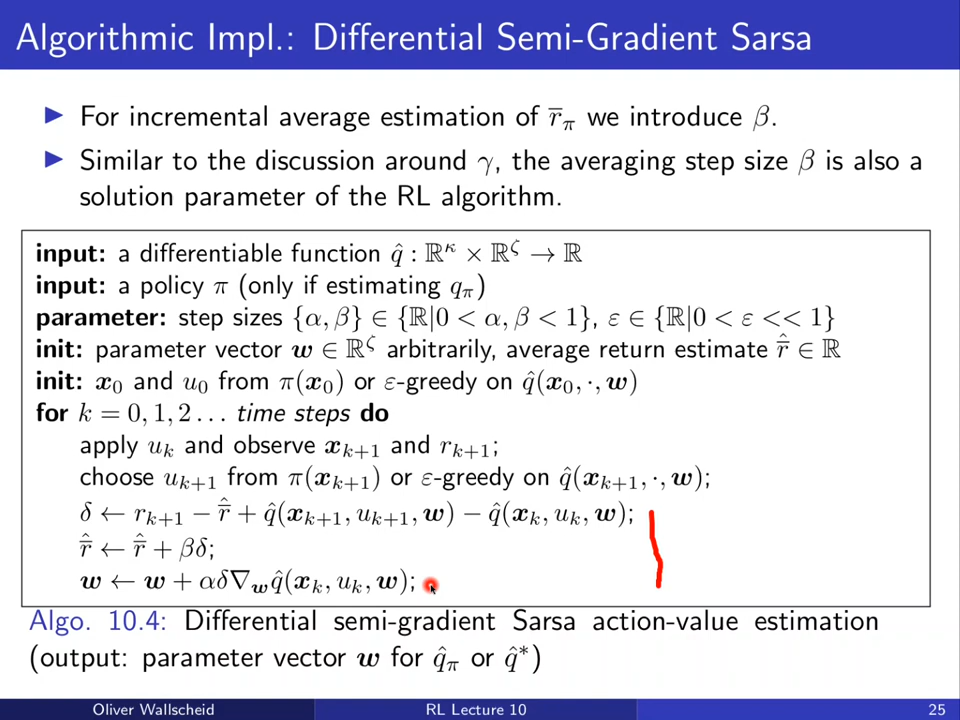 Algorithmic Impl.: Differential Semi-Gradient Sarsa
▶ For incremental average estimation of r̅_π we introduce β.
▶ Similar to the discussion around γ, the averaging step size β is also a
solution parameter of the RL algorithm.
input: a differentiable function q̂ : ℝ^κ × ℝ^ζ → ℝ
input: a policy π (only if estimating q_π)
parameter: step sizes {α, β} ∈ {ℝ|0 < α, β < 1}, ε ∈ {ℝ|0 < ε << 1}
init: parameter vector w ∈ ℝ^ζ arbitrarily, average return estimate r̅̂ ∈ ℝ
init: x_0 and u_0 from π(x_0) or ε-greedy on q̂(x_0, ·, w)
for k = 0, 1, 2 . . . time steps do
apply u_k and observe x_{k+1} and r_{k+1};
choose u_{k+1} from π(x_{k+1}) or ε-greedy on q̂(x_{k+1}, ·, w);
δ ← r_{k+1} − r̅̂ + q̂(x_{k+1}, u_{k+1}, w) − q̂(x_k, u_k, w);
r̅̂ ← r̅̂ + βδ;
w ← w + αδ∇_w q̂(x_k, u_k, w);
Algo. 10.4: Differential semi-gradient Sarsa action-value estimation
(output: parameter vector w for q̂_π or q̂*)
Oliver Wallscheid RL Lecture 10 25